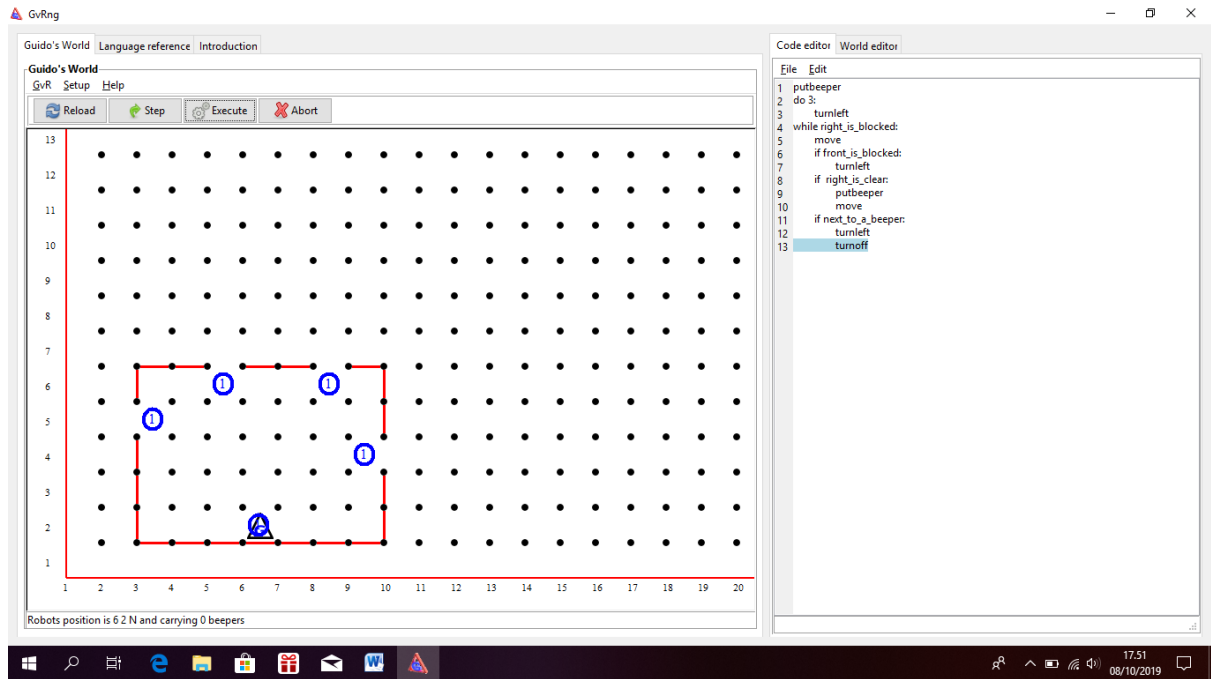 GvRng
Guido's World Language reference Introduction
Guido's World
GvR Setup Help
Reload Step Execute Abort
13
12
11
10
9
8
7
6
5
4
3
2
1
1 2 3 4 5 6 7 8 9 10 11 12 13 14 15 16 17 18 19 20
1
1
1
1
G
Robots position is 6 2 N and carrying 0 beepers
Code editor World editor
File Edit
1 putbeeper
2 do 3:
3 turnleft
4 while right_is_blocked:
5 move
6 if front_is_blocked:
7 turnleft
8 if right_is_clear:
9 putbeeper
10 move
11 if next_to_a_beeper:
12 turnleft
13 turnoff
17.51
08/10/2019